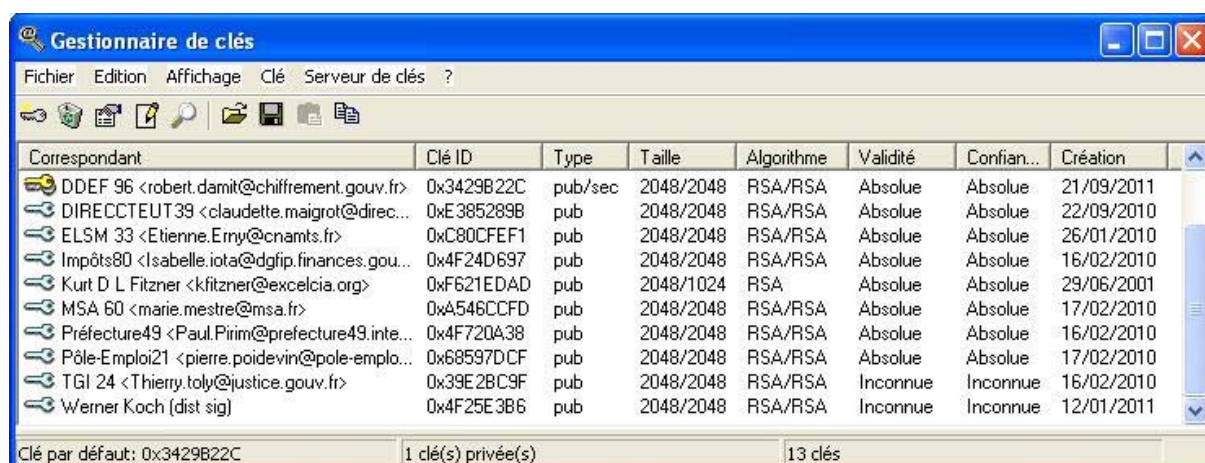 Gestionnaire de clés
Fichier Edition Affichage Clé Serveur de clés ?
Correspondant Clé ID Type Taille Algorithme Validité Confian... Création
DDEF 96 <robert.damit@chiffrement.gouv.fr> 0x3429B22C pub/sec 2048/2048 RSA/RSA Absolue Absolue 21/09/2011
DIRECCTEUT39 <claudette.maigrot@direc... 0xE385289B pub 2048/2048 RSA/RSA Absolue Absolue 22/09/2010
ELSM 33 <Etienne.Erny@cnamts.fr> 0xC80CFEF1 pub 2048/2048 RSA/RSA Absolue Absolue 26/01/2010
Impôts80 <Isabelle.iota@dgfip.finances.gou... 0x4F24D697 pub 2048/2048 RSA/RSA Absolue Absolue 16/02/2010
Kurt D L Fitzner <kfitzner@excelcia.org> 0xF621EDAD pub 2048/1024 RSA Absolue Absolue 29/06/2001
MSA 60 <marie.mestre@msa.fr> 0xA546CCFD pub 2048/2048 RSA/RSA Absolue Absolue 17/02/2010
Préfecture49 <Paul.Pirim@prefecture49.inte... 0x4F720A38 pub 2048/2048 RSA/RSA Absolue Absolue 16/02/2010
Pôle-Emploi21 <pierre.poidevin@pole-emplo... 0x68597DCF pub 2048/2048 RSA/RSA Absolue Absolue 17/02/2010
TGI 24 <Thierry.toly@justice.gouv.fr> 0x39E2BC9F pub 2048/2048 RSA/RSA Inconnue Inconnue 16/02/2010
Werner Koch (dist sig) 0x4F25E3B6 pub 2048/2048 RSA/RSA Inconnue Inconnue 12/01/2011
Clé par défaut: 0x3429B22C 1 clé(s) privée(s) 13 clés